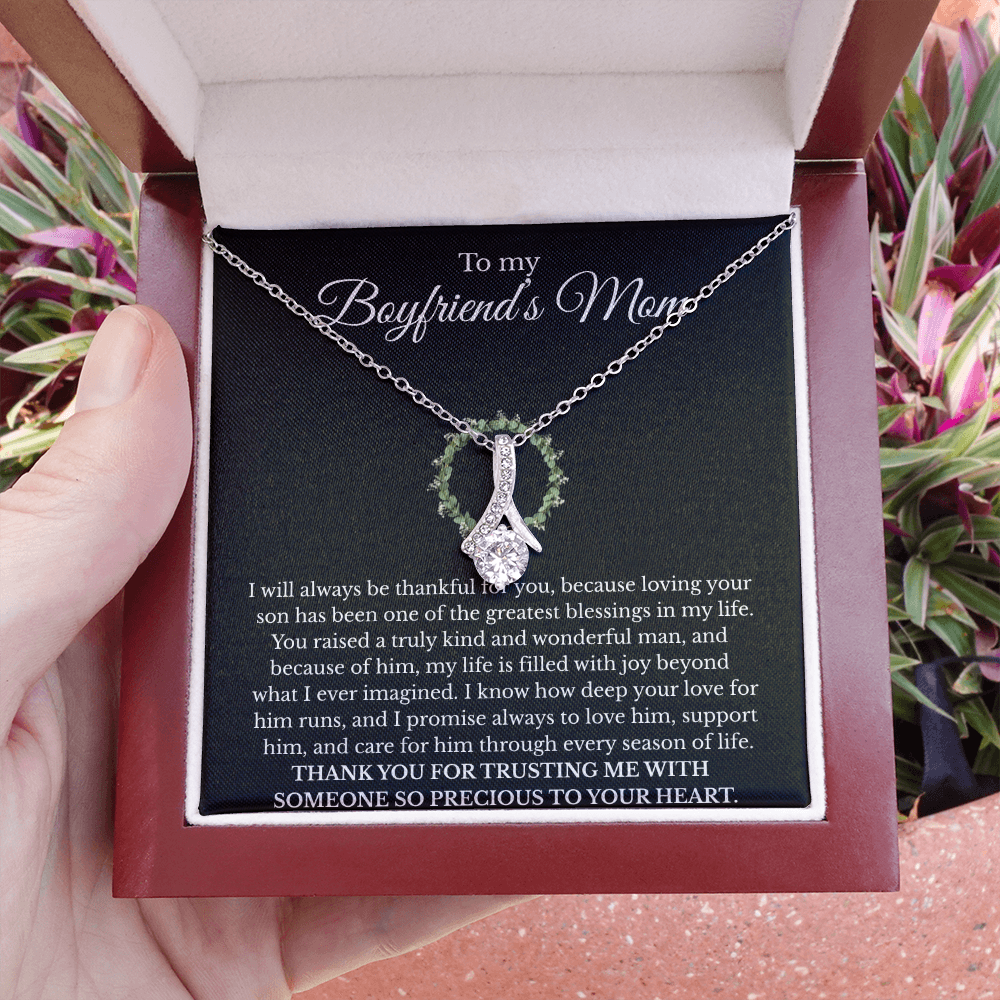 To my
Boyfriend's Mom
I will always be thankful for you, because loving your
son has been one of the greatest blessings in my life.
You raised a truly kind and wonderful man, and
because of him, my life is filled with joy beyond
what I ever imagined. I know how deep your love for
him runs, and I promise always to love him, support
him, and care for him through every season of life.
THANK YOU FOR TRUSTING ME WITH
SOMEONE SO PRECIOUS TO YOUR HEART.